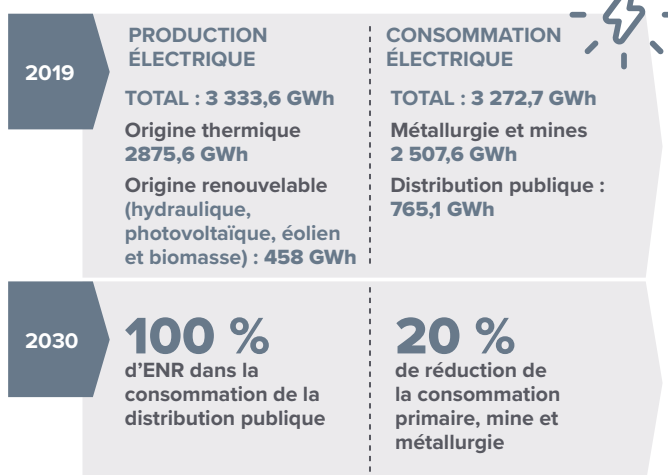 2019
PRODUCTION
ÉLECTRIQUE
TOTAL : 3 333,6 GWh
Origine thermique
2875,6 GWh
Origine renouvelable
(hydraulique,
photovoltaïque, éolien
et biomasse) : 458 GWh
CONSOMMATION
ÉLECTRIQUE
TOTAL : 3 272,7 GWh
Métallurgie et mines
2 507,6 GWh
Distribution publique :
765,1 GWh
2030
100 %
d’ENR dans la
consommation de la
distribution publique
20 %
de réduction de
la consommation
primaire, mine et
métallurgie